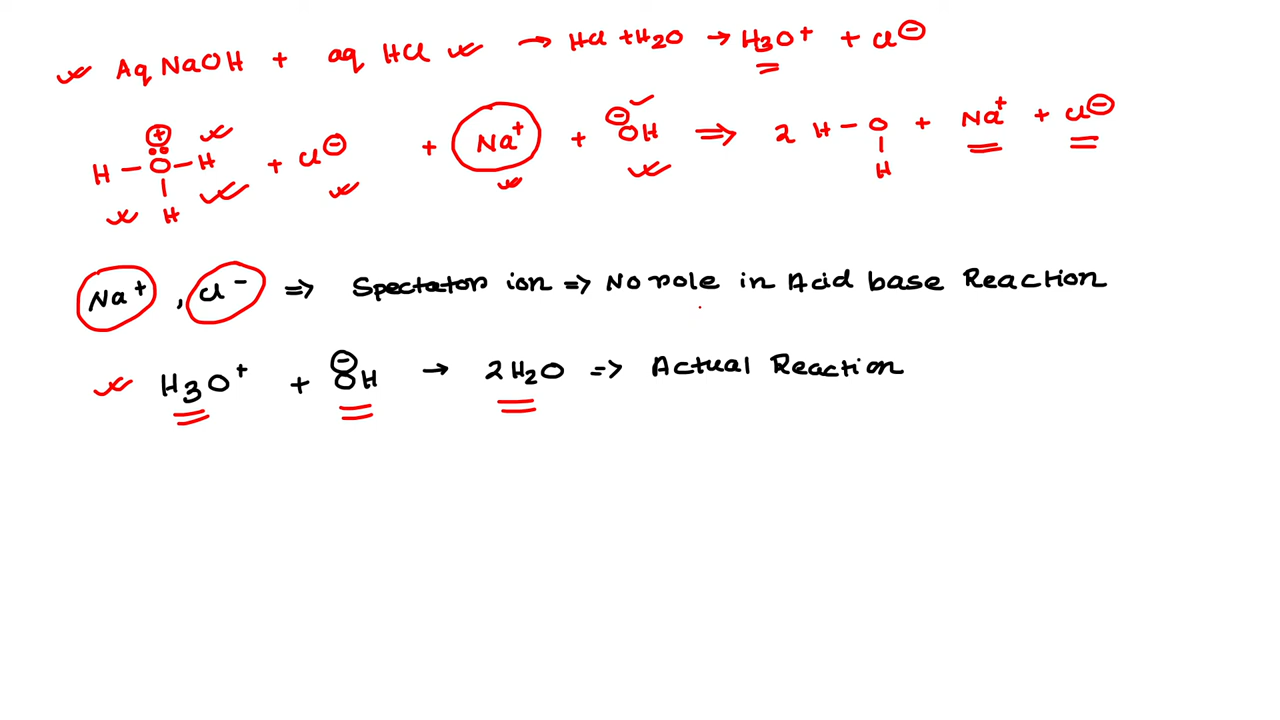 Aq NaOH + aq HCl → HCl + H2O → H3O+ + Cl⊖
H – Ö⊕ – H + Cl⊖ + Na+ + ⊖OH ⇒ 2 H – O + Na+ + Cl⊖
H H
Na+ , Cl- ⇒ Spectator ion ⇒ No role in Acid base Reaction
H3O+ + ⊖OH → 2H2O ⇒ Actual Reaction